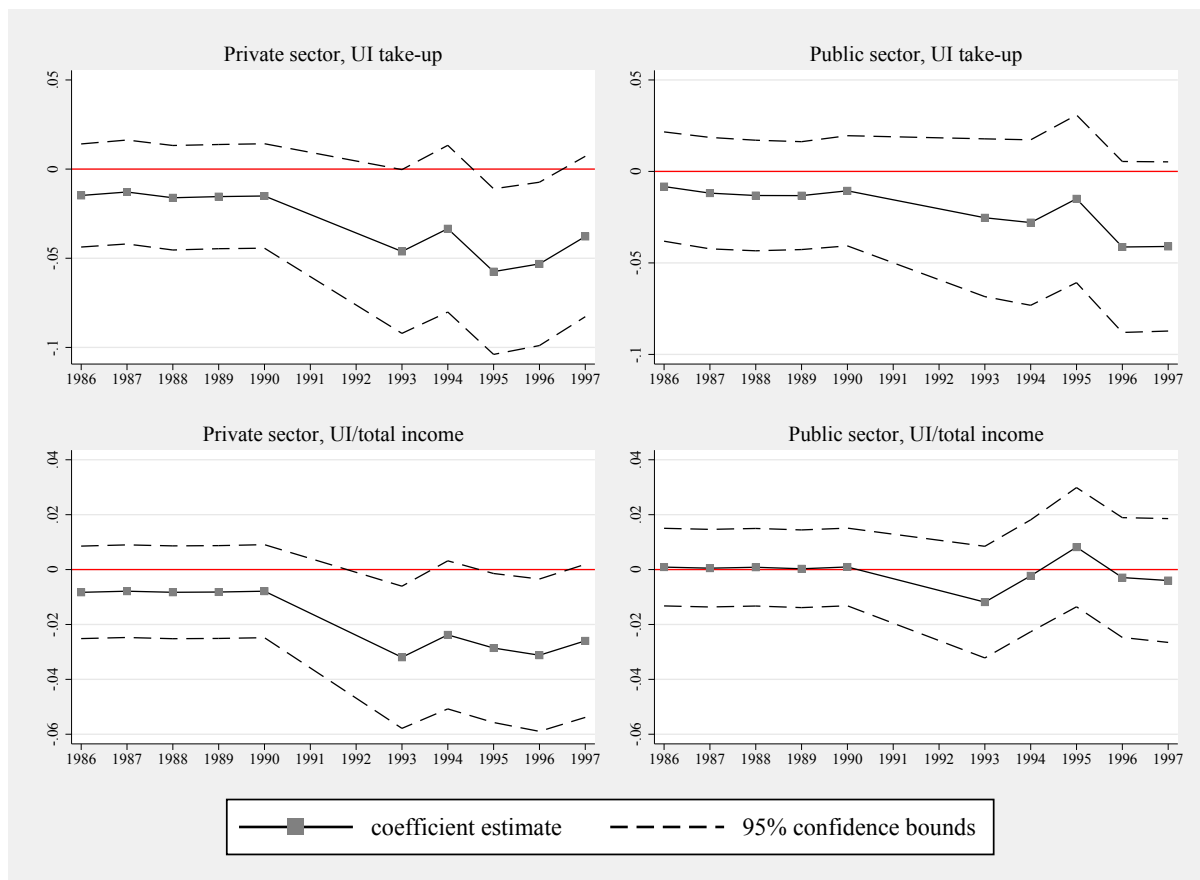 Private sector, UI take-up
.05
0
-.05
-.1
1986 1987 1988 1989 1990 1991 1992 1993 1994 1995 1996 1997
Public sector, UI take-up
.05
0
-.05
-.1
1986 1987 1988 1989 1990 1991 1992 1993 1994 1995 1996 1997
Private sector, UI/total income
.04
.02
0
-.02
-.04
-.06
1986 1987 1988 1989 1990 1991 1992 1993 1994 1995 1996 1997
Public sector, UI/total income
.04
.02
0
-.02
-.04
-.06
1986 1987 1988 1989 1990 1991 1992 1993 1994 1995 1996 1997
coefficient estimate 95% confidence bounds